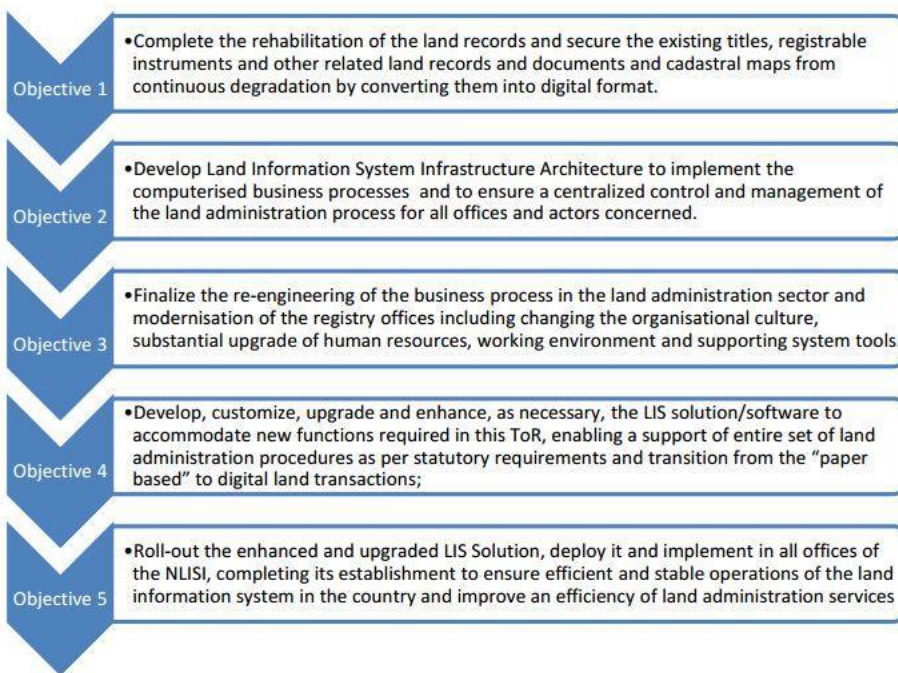 Objective 1
•Complete the rehabilitation of the land records and secure the existing titles, registrable
instruments and other related land records and documents and cadastral maps from
continuous degradation by converting them into digital format.
Objective 2
•Develop Land Information System Infrastructure Architecture to implement the
computerised business processes and to ensure a centralized control and management of
the land administration process for all offices and actors concerned.
Objective 3
•Finalize the re-engineering of the business process in the land administration sector and
modernisation of the registry offices including changing the organisational culture,
substantial upgrade of human resources, working environment and supporting system tools.
Objective 4
•Develop, customize, upgrade and enhance, as necessary, the LIS solution/software to
accommodate new functions required in this ToR, enabling a support of entire set of land
administration procedures as per statutory requirements and transition from the “paper
based” to digital land transactions;
Objective 5
•Roll-out the enhanced and upgraded LIS Solution, deploy it and implement in all offices of
the NLISI, completing its establishment to ensure efficient and stable operations of the land
information system in the country and improve an efficiency of land administration services